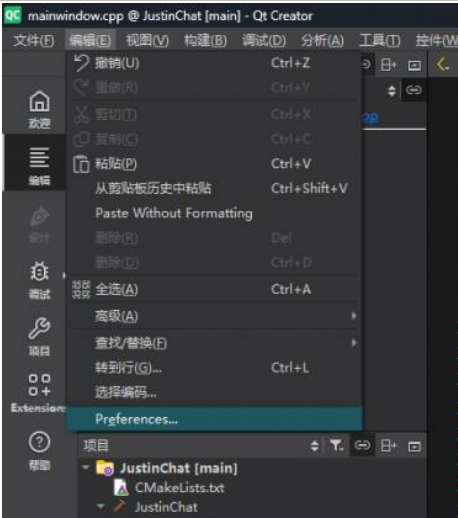 QC mainwindow.cpp @ JustinChat [main] - Qt Creator
文件(F) 编辑(E) 视图(V) 构建(B) 调试(D) 分析(A) 工具(T) 控件(W
撤销(U) Ctrl+Z
重做(R) Ctrl+Y
剪切(T) Ctrl+X
复制(C) Ctrl+C
粘贴(P) Ctrl+V
从剪贴板历史中粘贴 Ctrl+Shift+V
Paste Without Formatting
删除(R) Del
删除(D) Ctrl+D
全选(A) Ctrl+A
高级(A)
查找/替换(F)
转到行(G)... Ctrl+L
选择编码...
Preferences...
pp
欢迎
编辑
设计
调试
项目
Extensions
帮助
项目
JustinChat [main]
CMakeLists.txt
JustinChat